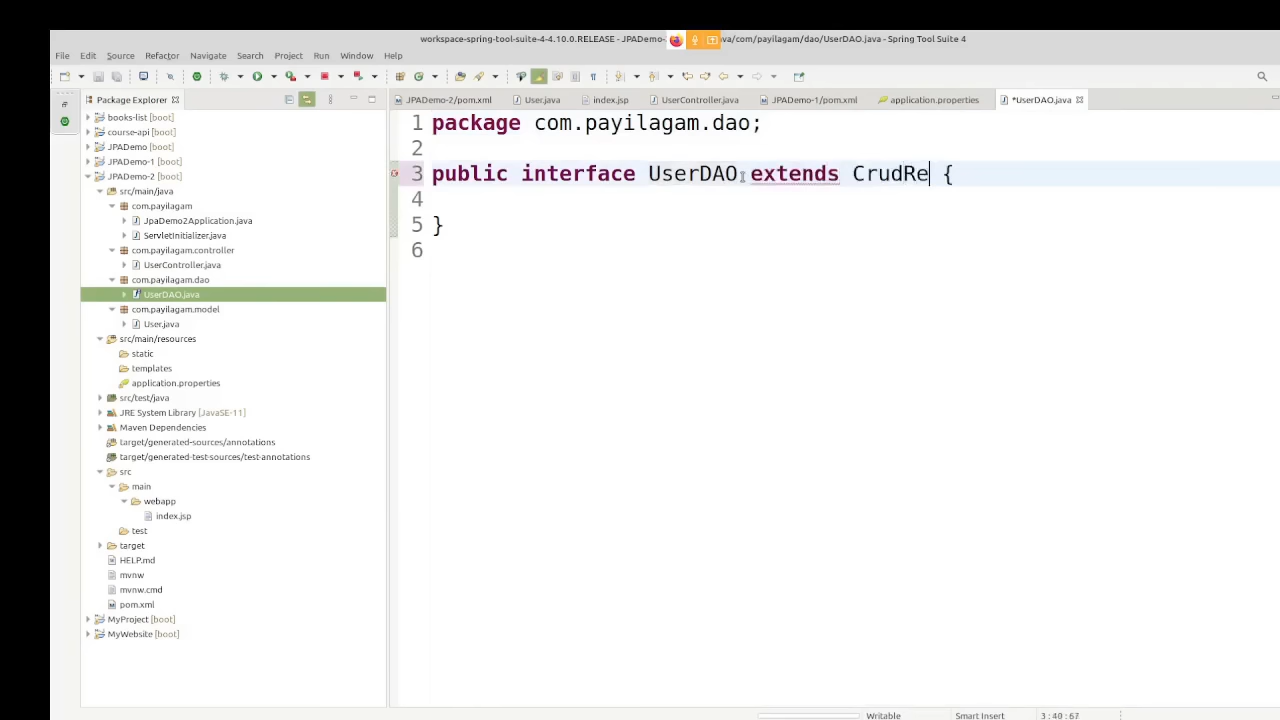 workspace-spring-tool-suite-4-4.10.0.RELEASE - JPADemo- ava/com/payilagam/dao/UserDAO.java - Spring Tool Suite 4
File Edit Source Refactor Navigate Search Project Run Window Help
Package Explorer
JPADemo-2/pom.xml User.java index.jsp UserController.java JPADemo-1/pom.xml application.properties *UserDAO.java
books-list [boot]
course-api [boot]
JPADemo [boot]
JPADemo-1 [boot]
JPADemo-2 [boot]
src/main/java
com.payilagam
JpaDemo2Application.java
ServletInitializer.java
com.payilagam.controller
UserController.java
com.payilagam.dao
UserDAO.java
com.payilagam.model
User.java
src/main/resources
static
templates
application.properties
src/test/java
JRE System Library [JavaSE-11]
Maven Dependencies
target/generated-sources/annotations
target/generated-test-sources/test-annotations
src
main
webapp
index.jsp
test
target
HELP.md
mvnw
mvnw.cmd
pom.xml
MyProject [boot]
MyWebsite [boot]
1 package com.payilagam.dao;
2
3 public interface UserDAO extends CrudRe {
4
5 }
6
Writable Smart Insert 3 : 40 : 67